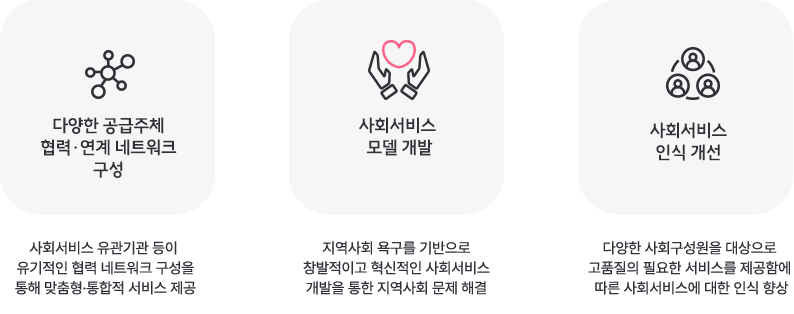 다양한 공급주체
협력·연계 네트워크
구성
사회서비스 유관기관 등이
유기적인 협력 네트워크 구성을
통해 맞춤형·통합적 서비스 제공
사회서비스
모델 개발
지역사회 욕구를 기반으로
창발적이고 혁신적인 사회서비스
개발을 통한 지역사회 문제 해결
사회서비스
인식 개선
다양한 사회구성원을 대상으로
고품질의 필요한 서비스를 제공함에
따른 사회서비스에 대한 인식 향상